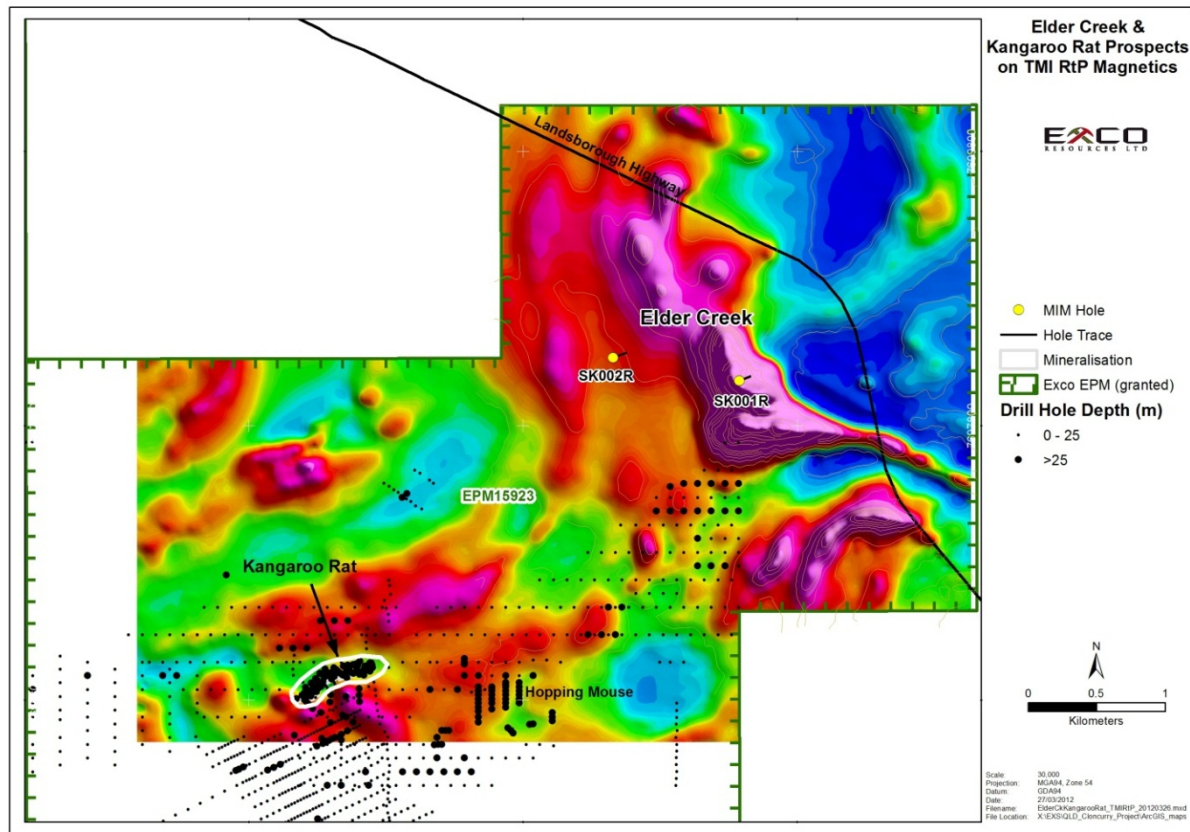 Elder Creek &
Kangaroo Rat Prospects
on TMI RtP Magnetics
EXCO
RESOURCES LTD
Landsborough Highway
Elder Creek
SK002R
SK001R
EPM15923
Kangaroo Rat
Hopping Mouse
MIM Hole
Hole Trace
Mineralisation
Exco EPM (granted)
Drill Hole Depth (m)
0 - 25
>25
N
0 0.5 1
Kilometers
Scale: 30,000
Projection: MGA94, Zone 54
Datum: GDA94
Date: 27/03/2012
Filename: ElderCkKangarooRat_TMIRtP_20120326.mxd
File Location: X:\EXS\QLD_Cloncurry_Project\ArcGIS_maps